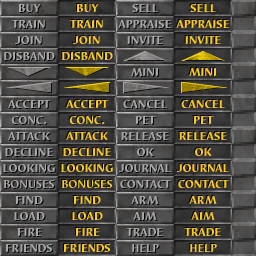 BUY BUY SELL SELL
TRAIN TRAIN APPRAISE APPRAISE
JOIN JOIN INVITE INVITE
DISBAND DISBAND
MINI MINI
ACCEPT ACCEPT CANCEL CANCEL
CONC. CONC. PET PET
ATTACK ATTACK RELEASE RELEASE
DECLINE DECLINE OK OK
LOOKING LOOKING JOURNAL JOURNAL
BONUSES BONUSES CONTACT CONTACT
FIND FIND ARM ARM
LOAD LOAD AIM AIM
FIRE FIRE TRADE TRADE
FRIENDS FRIENDS HELP HELP